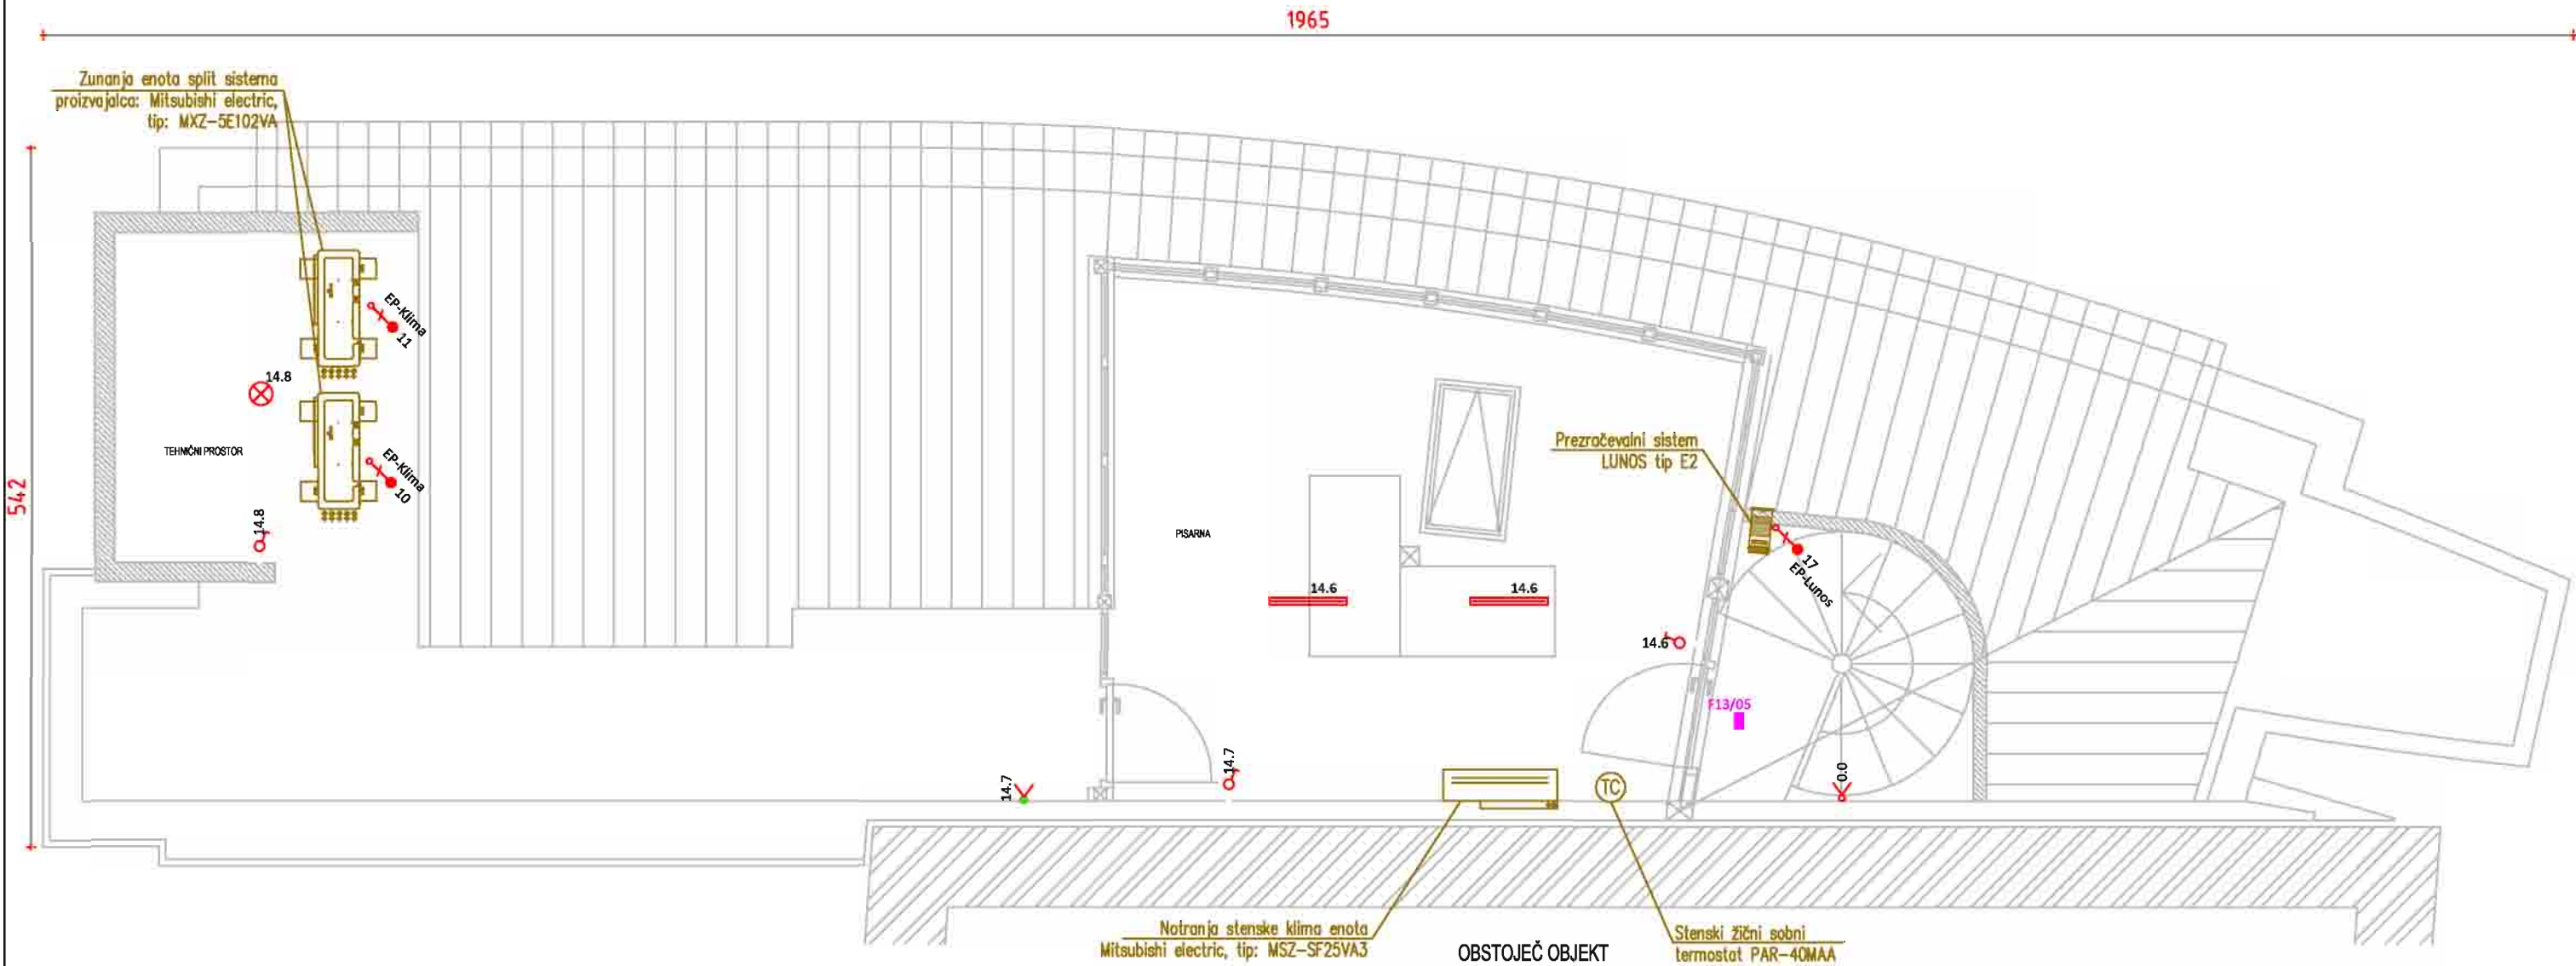 1965
Zunanja enota split sistema
proizvajalca: Mitsubishi electric,
tip: MXZ-5E102VA
542
EP-Klima
11
14.8
TEHNIČNI PROSTOR
EP-Klima
10
14.8
Prezračevalni sistem
LUNOS tip E2
PISARNA
17
EP-Lunos
14.6
14.6
14.6
F13/05
14.7
14.7
TC
0.0
Notranja stenske klima enota
Mitsubishi electric, tip: MSZ-SF25VA3
OBSTOJEČ OBJEKT
Stenski žični sobni
termostat PAR-40MAA